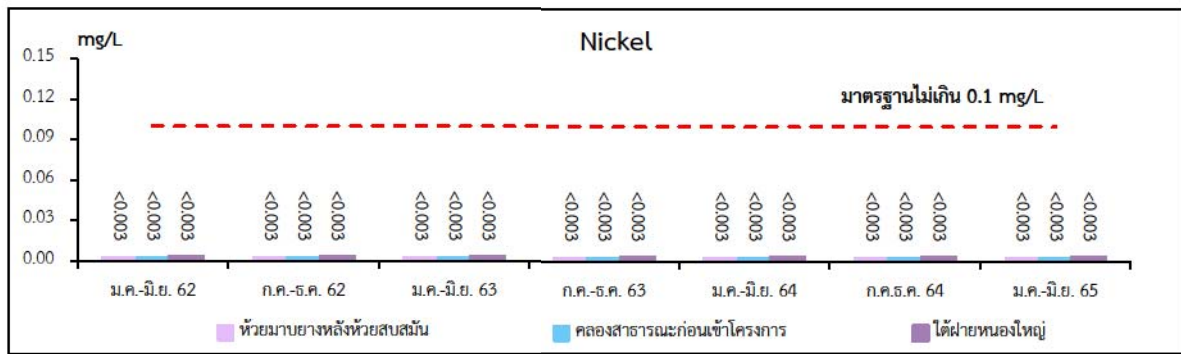 Nickel
mg/L
0.15
0.12
0.09
0.06
0.03
0.00
มาตรฐานไม่เกิน 0.1 mg/L
<0.003 <0.003 <0.003 <0.003 <0.003 <0.003 <0.003 <0.003 <0.003 <0.003 <0.003 <0.003 <0.003 <0.003 <0.003 <0.003 <0.003 <0.003 <0.003 <0.003 <0.003
ม.ค.-มิ.ย. 62 ก.ค.-ธ.ค. 62 ม.ค.-มิ.ย. 63 ก.ค.-ธ.ค. 63 ม.ค.-มิ.ย. 64 ก.ค.ธ.ค. 64 ม.ค.-มิ.ย. 65
ห้วยมาบยางหลังห้วยสบสมัน คลองสาธารณะก่อนเข้าโครงการ ใต้ฝายหนองใหญ่